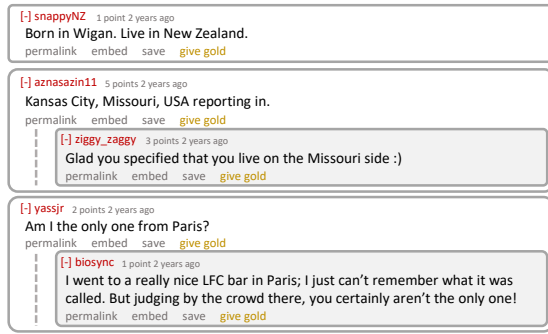 [-] snappyNZ 1 point 2 years ago
Born in Wigan. Live in New Zealand.
permalink embed save give gold
[-] aznasazin11 5 points 2 years ago
Kansas City, Missouri, USA reporting in.
permalink embed save give gold
[-] ziggy_zaggy 3 points 2 years ago
Glad you specified that you live on the Missouri side :)
permalink embed save give gold
[-] yassjr 2 points 2 years ago
Am I the only one from Paris?
permalink embed save give gold
[-] biosync 1 point 2 years ago
I went to a really nice LFC bar in Paris; I just can’t remember what it was
called. But judging by the crowd there, you certainly aren’t the only one!
permalink embed save give gold